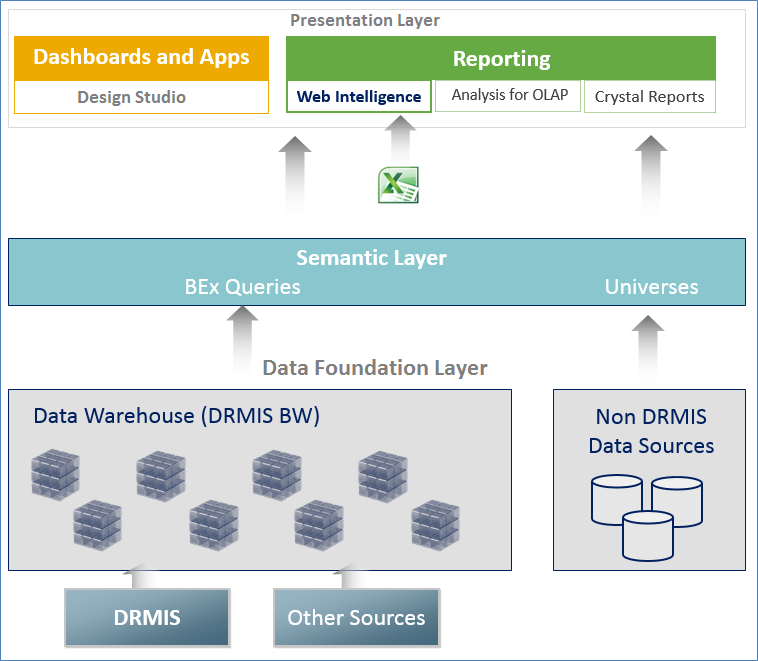 Presentation Layer
Dashboards and Apps
Design Studio
Reporting
Web Intelligence
Analysis for OLAP
Crystal Reports
X
Semantic Layer
BEx Queries
Universes
Data Foundation Layer
Data Warehouse (DRMIS BW)
Non DRMIS
Data Sources
DRMIS
Other Sources